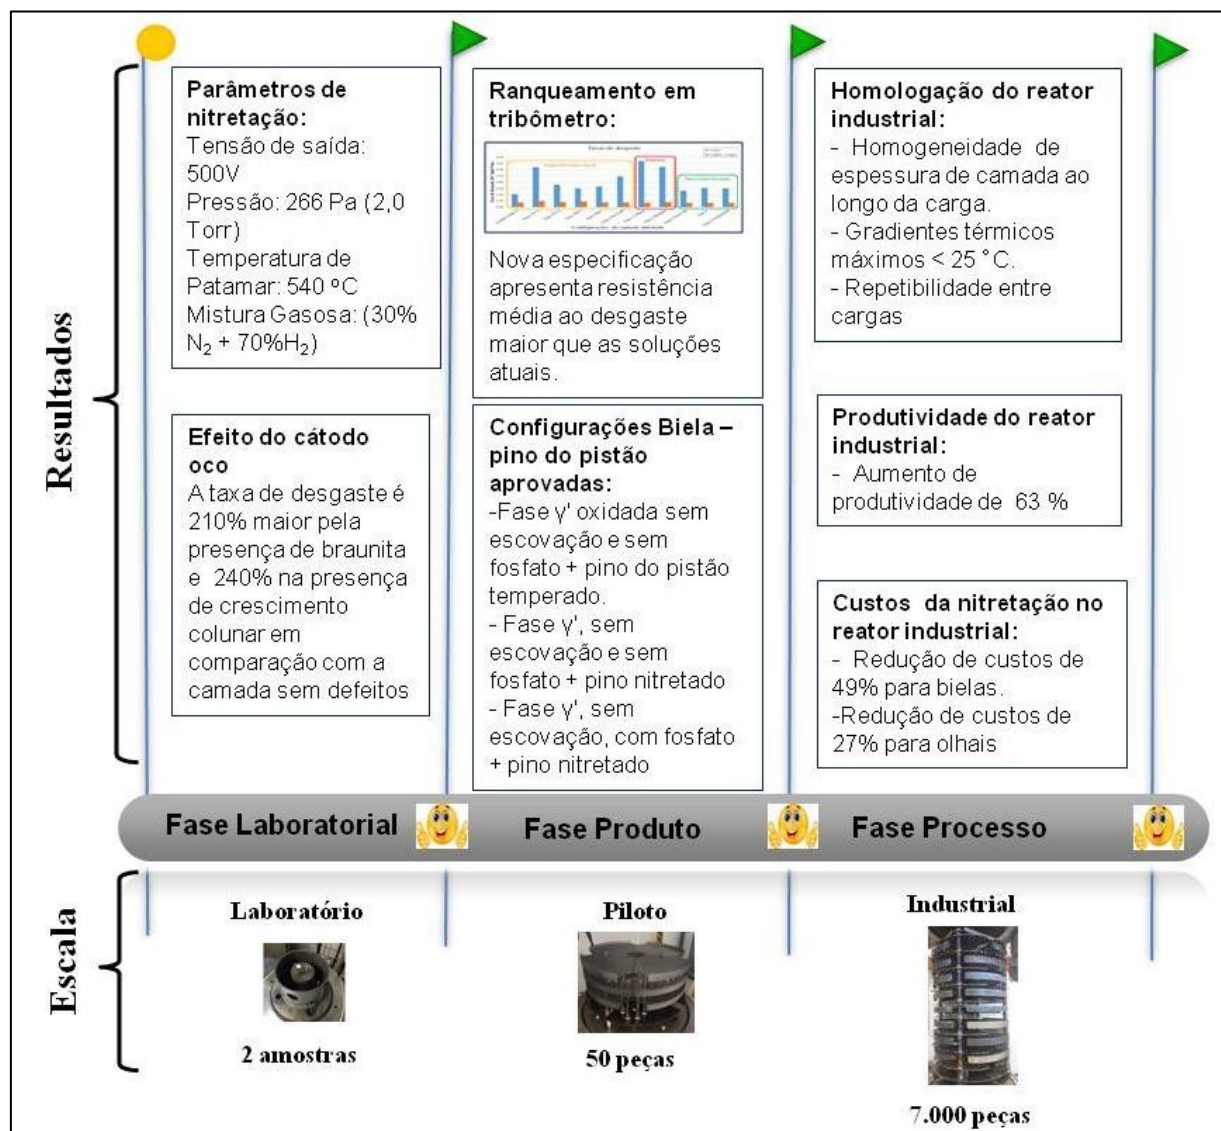 Resultados
Parâmetros de
nitretação:
Tensão de saída:
500V
Pressão: 266 Pa (2,0
Torr)
Temperatura de
Patamar: 540 ºC
Mistura Gasosa: (30%
N₂ + 70%H₂)
Efeito do cátodo
oco
A taxa de desgaste é
210% maior pela
presença de braunita
e 240% na presença
de crescimento
colunar em
comparação com a
camada sem defeitos
Ranqueamento em
tribômetro:
Nova especificação
apresenta resistência
média ao desgaste
maior que as soluções
atuais.
Configurações Biela –
pino do pistão
aprovadas:
-Fase γ' oxidada sem
escovação e sem
fosfato + pino do pistão
temperado.
- Fase γ', sem
escovação e sem
fosfato + pino nitretado
- Fase γ', sem
escovação, com fosfato
+ pino nitretado
Homologação do reator
industrial:
- Homogeneidade de
espessura de camada ao
longo da carga.
- Gradientes térmicos
máximos < 25 °C.
- Repetibilidade entre
cargas
Produtividade do reator
industrial:
- Aumento de
produtividade de 63 %
Custos da nitretação no
reator industrial:
- Redução de custos de
49% para bielas.
-Redução de custos de
27% para olhais
Fase Laboratorial
Fase Produto
Fase Processo
Escala
Laboratório
2 amostras
Piloto
50 peças
Industrial
7.000 peças